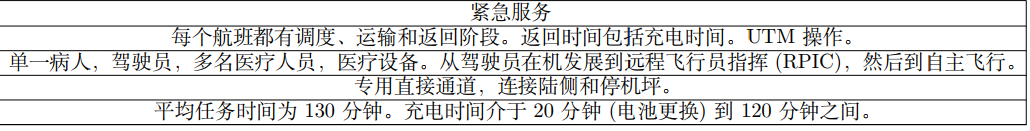 紧急服务
每个航班都有调度、运输和返回阶段。返回时间包括充电时间。UTM 操作。
单一病人，驾驶员，多名医疗人员，医疗设备。从驾驶员在机发展到远程飞行员指挥 (RPIC)，然后到自主飞行。
专用直接通道，连接陆侧和停机坪。
平均任务时间为 130 分钟。充电时间介于 20 分钟 (电池更换) 到 120 分钟之间。